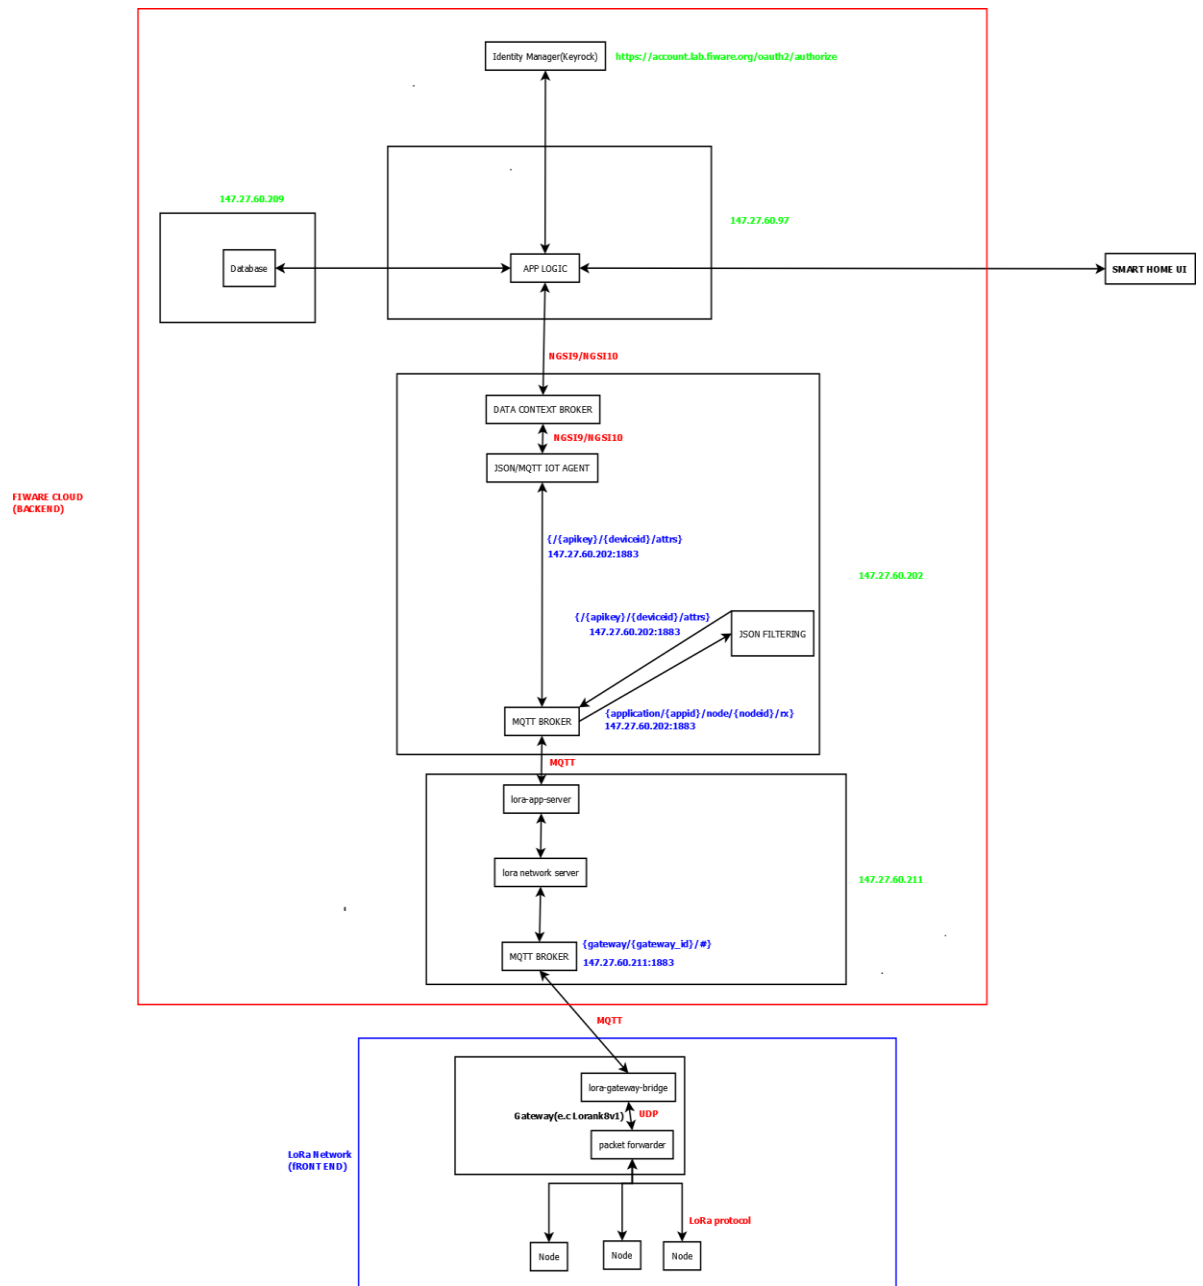 Identity Manager(Keyrock)
https://account.lab.fiware.org/oauth2/authorize
147.27.60.209
147.27.60.97
Database
APP LOGIC
SMART HOME UI
NGSI9/NGSI10
DATA CONTEXT BROKER
NGSI9/NGSI10
JSON/MQTT IOT AGENT
FIWARE CLOUD
(BACKEND)
{/{apikey}/{deviceid}/attrs}
147.27.60.202:1883
147.27.60.202
{/{apikey}/{deviceid}/attrs}
147.27.60.202:1883
JSON FILTERING
MQTT BROKER
{application/{appid}/node/{nodeid}/rx}
147.27.60.202:1883
MQTT
lora-app-server
lora network server
147.27.60.211
MQTT BROKER
{gateway/{gateway_id}/#}
147.27.60.211:1883
MQTT
lora-gateway-bridge
Gateway(e.c Lorank8v1)
UDP
packet forwarder
LoRa Network
(fRONT END)
LoRa protocol
Node
Node
Node